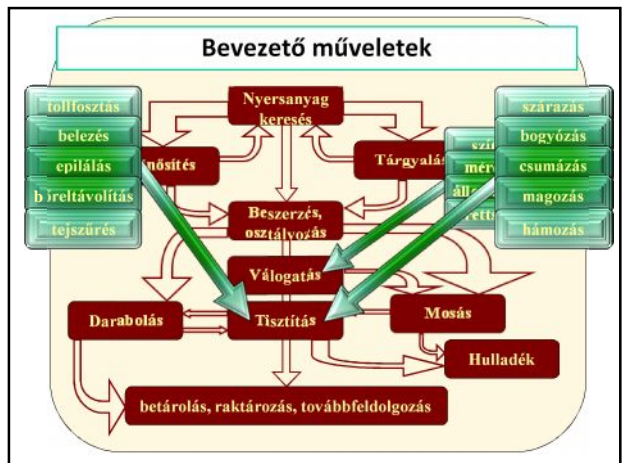 Bevezető műveletek
tollfosztás
belezés
epilálás
bőreltávolítás
tejszűrés
Nyersanyag
keresés
Tárgyalás
szárazás
bogyózás
csumázás
magozás
hámozás
Beszerzés,
osztályozás
Válogatás
Darabolás
Tisztítás
Mosás
Hulladék
betárolás, raktározás, továbbfeldolgozás